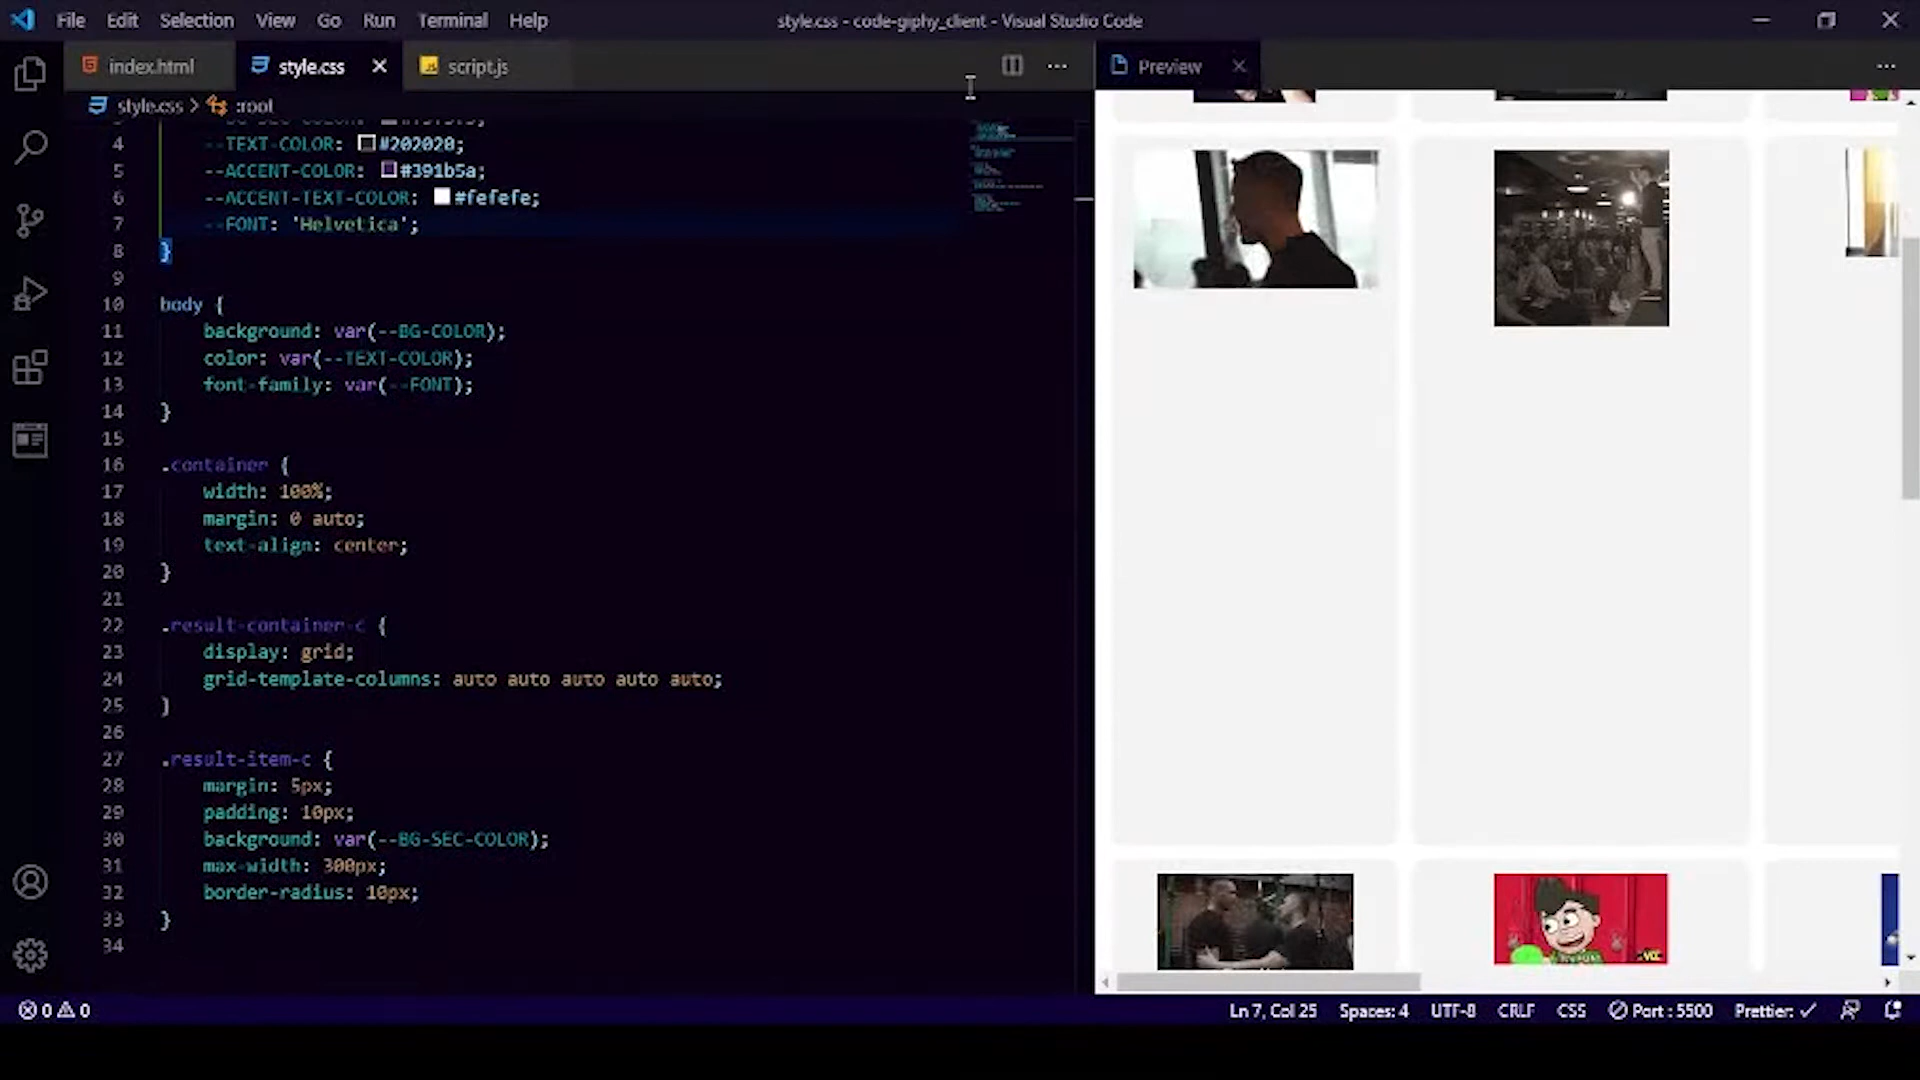 File Edit Selection View Go Run Terminal Help
style.css - code-giphy_client - Visual Studio Code
index.html
style.css
script.js
Preview
style.css > :root
4 --TEXT-COLOR: #202020;
5 --ACCENT-COLOR: #391b5a;
6 --ACCENT-TEXT-COLOR: #fefefe;
7 --FONT: 'Helvetica';
8 }
9
10 body {
11 background: var(--BG-COLOR);
12 color: var(--TEXT-COLOR);
13 font-family: var(--FONT);
14 }
15
16 .container {
17 width: 100%;
18 margin: 0 auto;
19 text-align: center;
20 }
21
22 .result-container-c {
23 display: grid;
24 grid-template-columns: auto auto auto auto auto;
25 }
26
27 .result-item-c {
28 margin: 5px;
29 padding: 10px;
30 background: var(--BG-SEC-COLOR);
31 max-width: 300px;
32 border-radius: 10px;
33 }
34
0 0
Ln 7, Col 25
Spaces: 4
UTF-8
CRLF
CSS
Port : 5500
Prettier: ✓